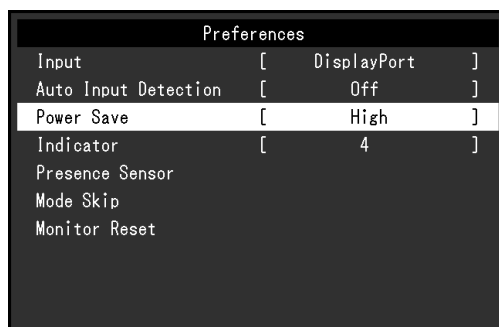 Preferences
Input [ DisplayPort ]
Auto Input Detection [ Off ]
Power Save [ High ]
Indicator [ 4 ]
Presence Sensor
Mode Skip
Monitor Reset